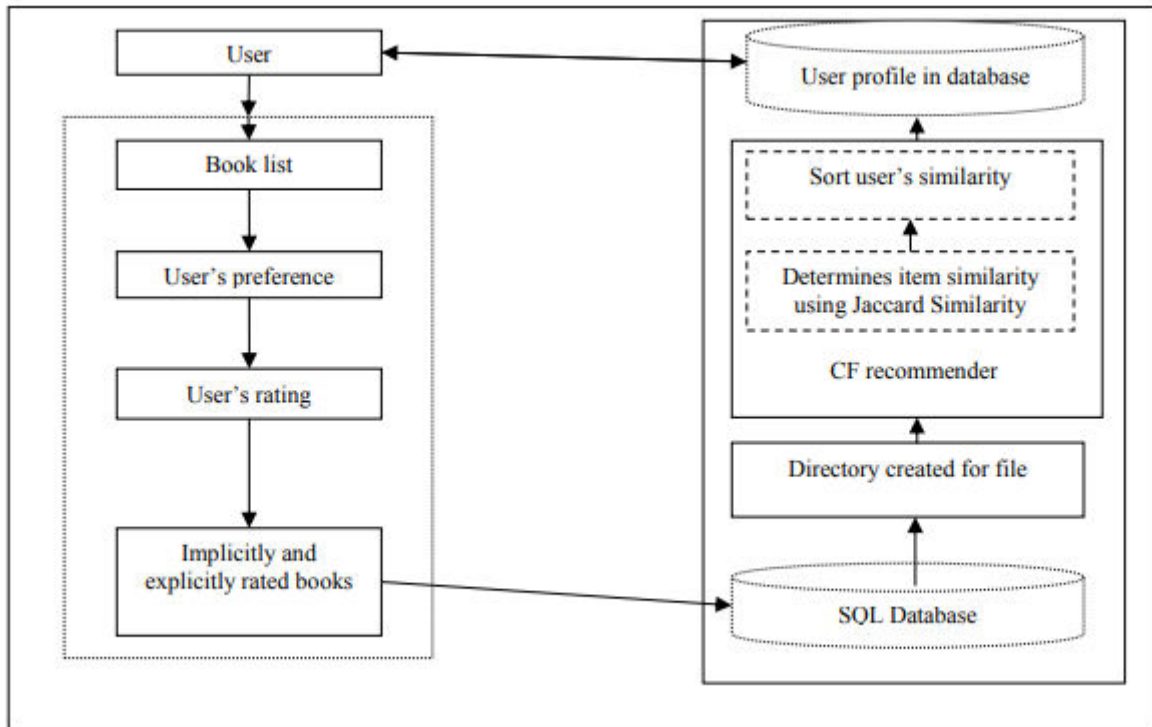 User
Book list
User's preference
User's rating
Implicitly and
explicitly rated books
User profile in database
Sort user's similarity
Determines item similarity
using Jaccard Similarity
CF recommender
Directory created for file
SQL Database